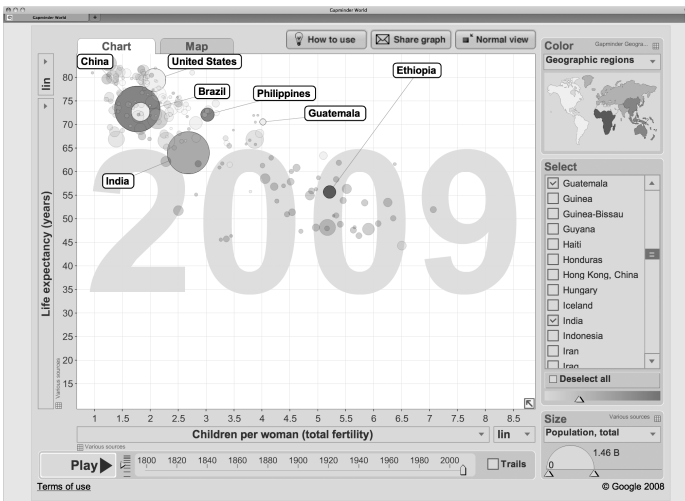 Gapminder World
Gapminder World
Chart
Map
How to use
Share graph
Normal view
Color
Gapminder Geogra...
Geographic regions
China
United States
Ethiopia
Brazil
Philippines
Guatemala
India
2009
lin
Life expectancy (years)
Various sources
80
75
70
65
60
55
50
45
40
35
30
25
20
15
1 1.5 2 2.5 3 3.5 4 4.5 5 5.5 6 6.5 7 7.5 8 8.5
Children per woman (total fertility)
lin
Various sources
Select
Guatemala
Guinea
Guinea-Bissau
Guyana
Haiti
Honduras
Hong Kong, China
Hungary
Iceland
India
Indonesia
Iran
Iraq
Deselect all
Size
Various sources
Population, total
1.46 B
0
Play
1800 1820 1840 1860 1880 1900 1920 1940 1960 1980 2000
Trails
Terms of use
© Google 2008